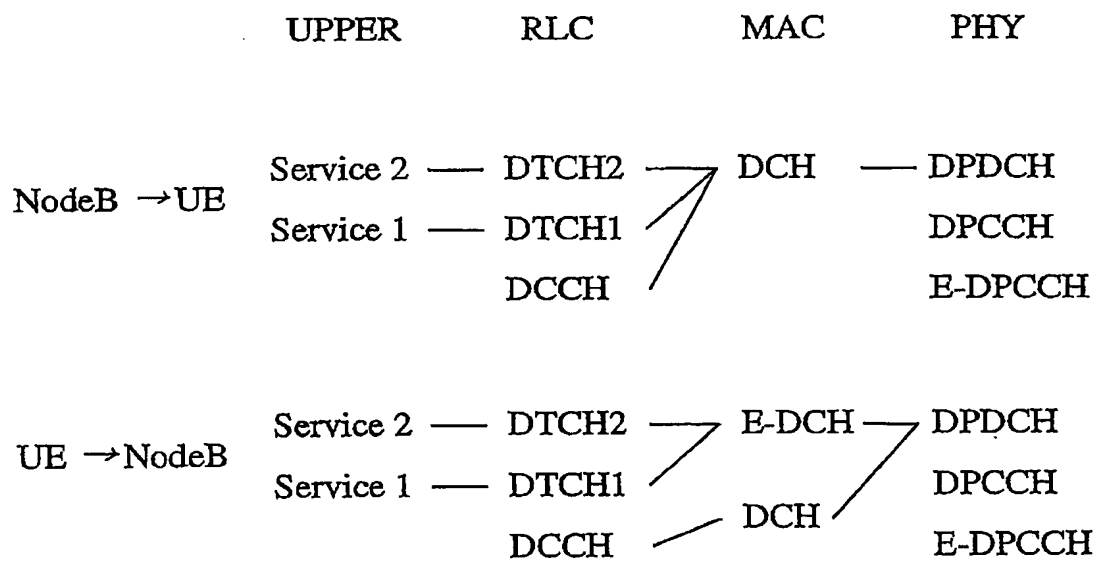 UPPER RLC MAC PHY
Service 2 DTCH2 DCH DPDCH
NodeB →UE
Service 1 DTCH1 DPCCH
DCCH E-DPCCH
Service 2 DTCH2 E-DCH DPDCH
UE →NodeB
Service 1 DTCH1 DPCCH
DCH
DCCH E-DPCCH